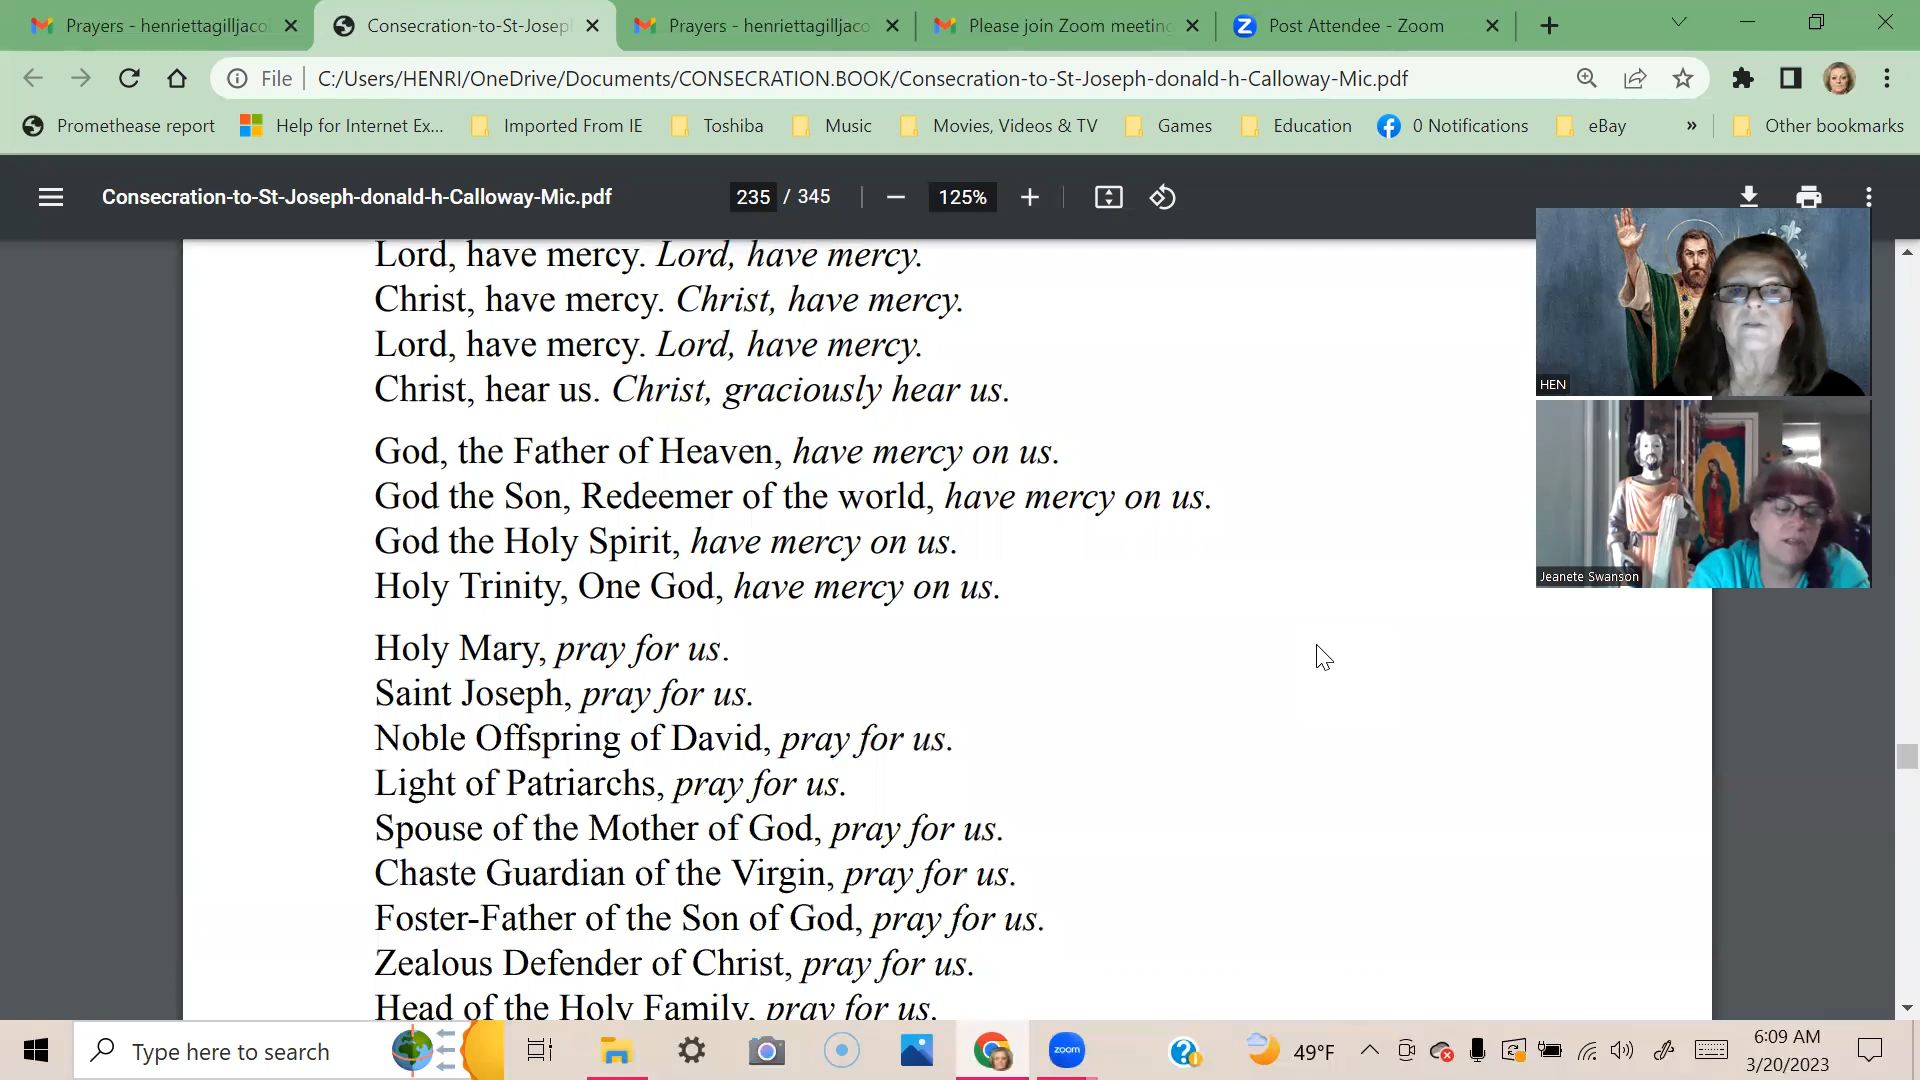 Prayers - henriettagilljaco
Consecration-to-St-Joseph
Prayers - henriettagilljaco
Please join Zoom meeting
Post Attendee - Zoom
File
C:/Users/HENRI/OneDrive/Documents/CONSECRATION.BOOK/Consecration-to-St-Joseph-donald-h-Calloway-Mic.pdf
Promethease report
Help for Internet Ex...
Imported From IE
Toshiba
Music
Movies, Videos & TV
Games
Education
0 Notifications
eBay
»
Other bookmarks
Consecration-to-St-Joseph-donald-h-Calloway-Mic.pdf
235 / 345
125%
Lord, have mercy. Lord, have mercy.
Christ, have mercy. Christ, have mercy.
Lord, have mercy. Lord, have mercy.
Christ, hear us. Christ, graciously hear us.
God, the Father of Heaven, have mercy on us.
God the Son, Redeemer of the world, have mercy on us.
God the Holy Spirit, have mercy on us.
Holy Trinity, One God, have mercy on us.
Holy Mary, pray for us.
Saint Joseph, pray for us.
Noble Offspring of David, pray for us.
Light of Patriarchs, pray for us.
Spouse of the Mother of God, pray for us.
Chaste Guardian of the Virgin, pray for us.
Foster-Father of the Son of God, pray for us.
Zealous Defender of Christ, pray for us.
Head of the Holy Family, pray for us.
HEN
Jeanete Swanson
Type here to search
zoom
49°F
6:09 AM
3/20/2023